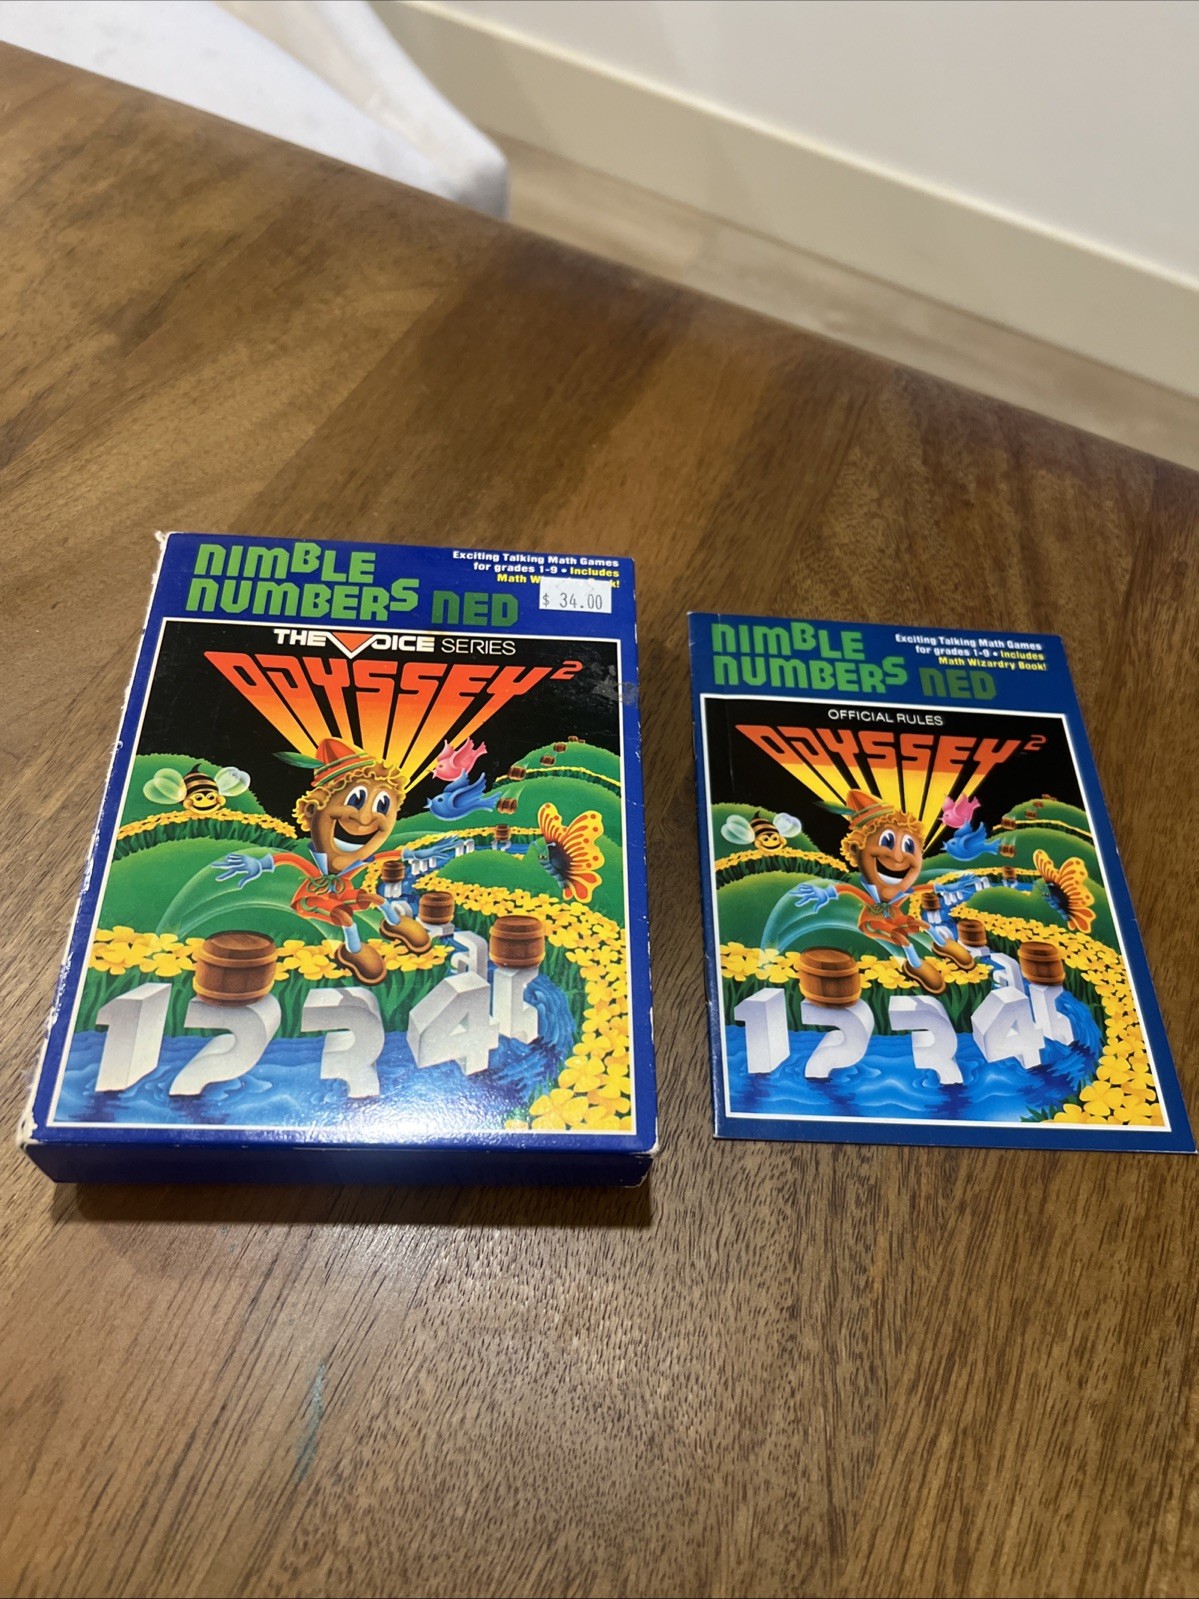 NIMBLE
NUMBERS NED
Exciting Talking Math Games
for grades 1-9 • Includes
Math
$ 34.00
THE VOICE SERIES
ODYSSEY²
1 2 3 4
NIMBLE
NUMBERS NED
Exciting Talking Math Games
for grades 1-9 • Includes
Math Wizardry Book!
OFFICIAL RULES
ODYSSEY²
1 2 3 4